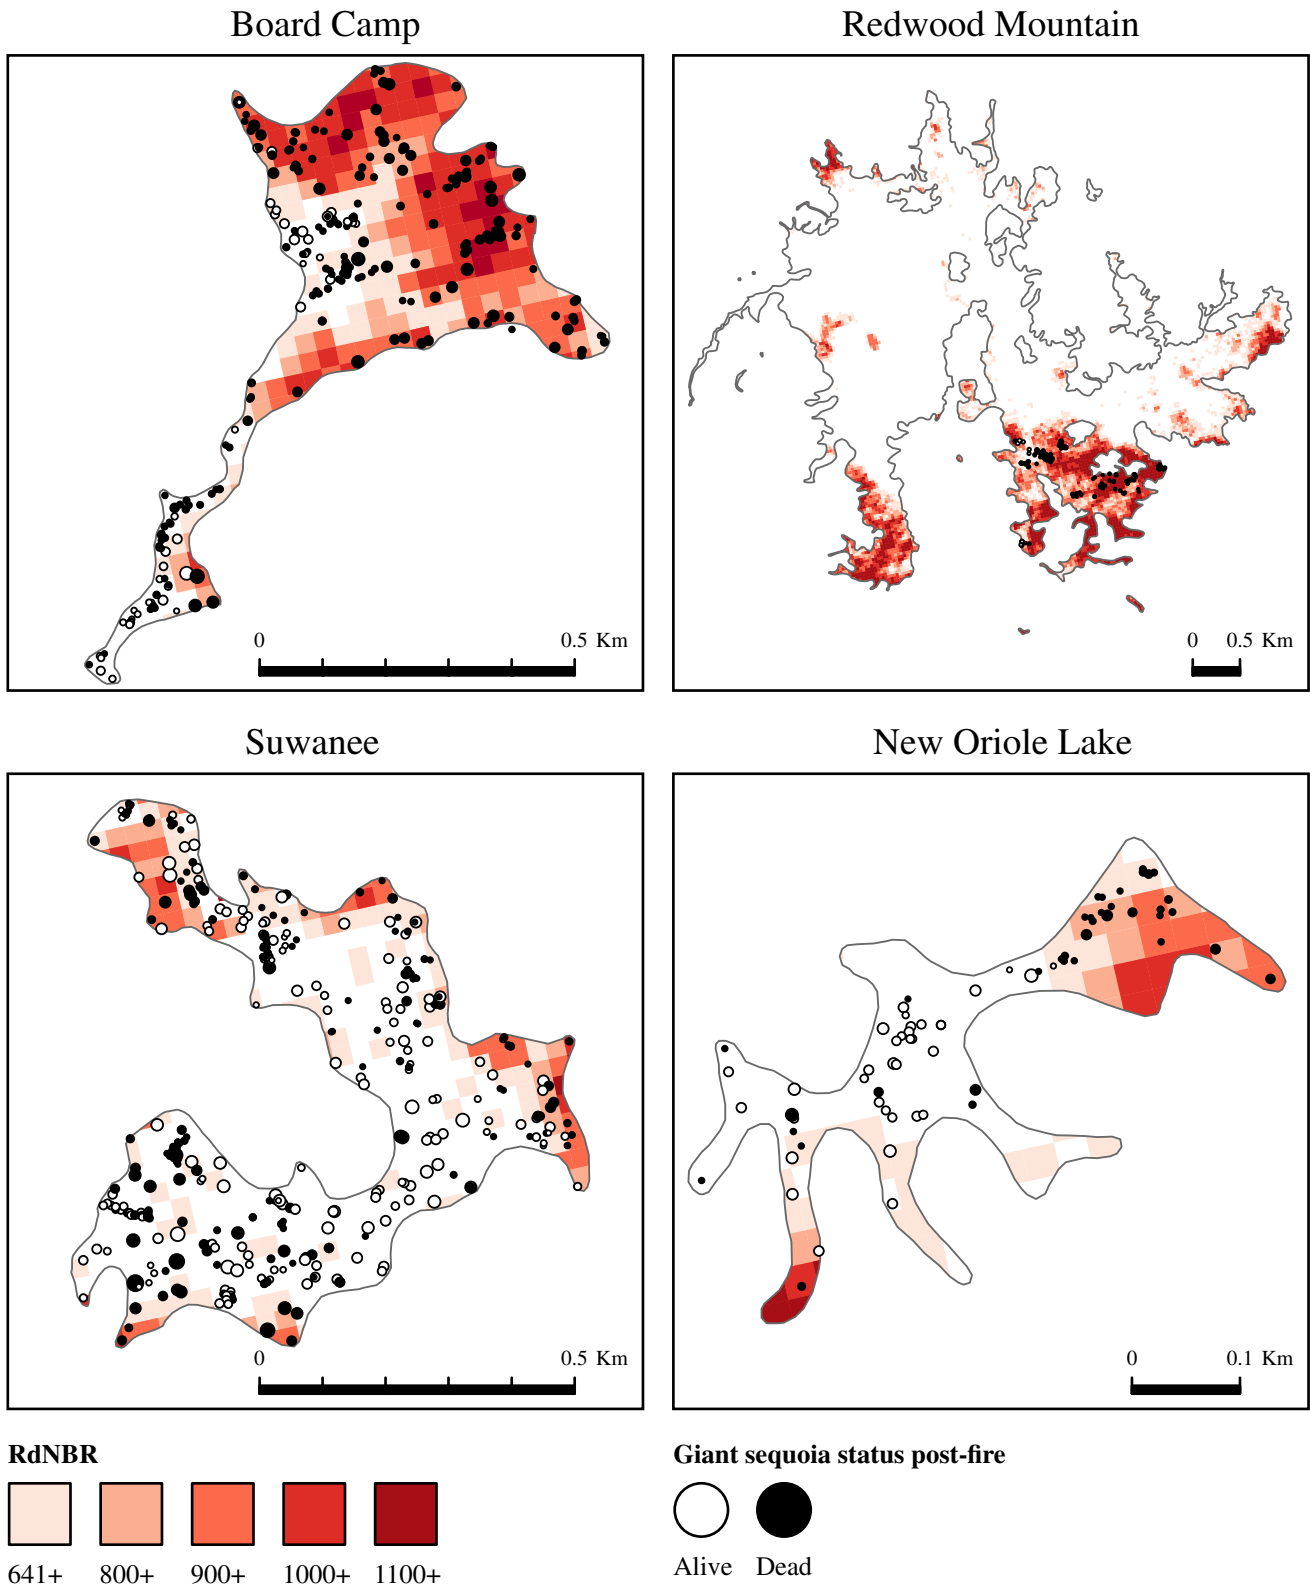 Board Camp
Redwood Mountain
0 0.5 Km
0 0.5 Km
Suwanee
New Oriole Lake
0 0.5 Km
0 0.1 Km
RdNBR
641+ 800+ 900+ 1000+ 1100+
Giant sequoia status post-fire
Alive Dead